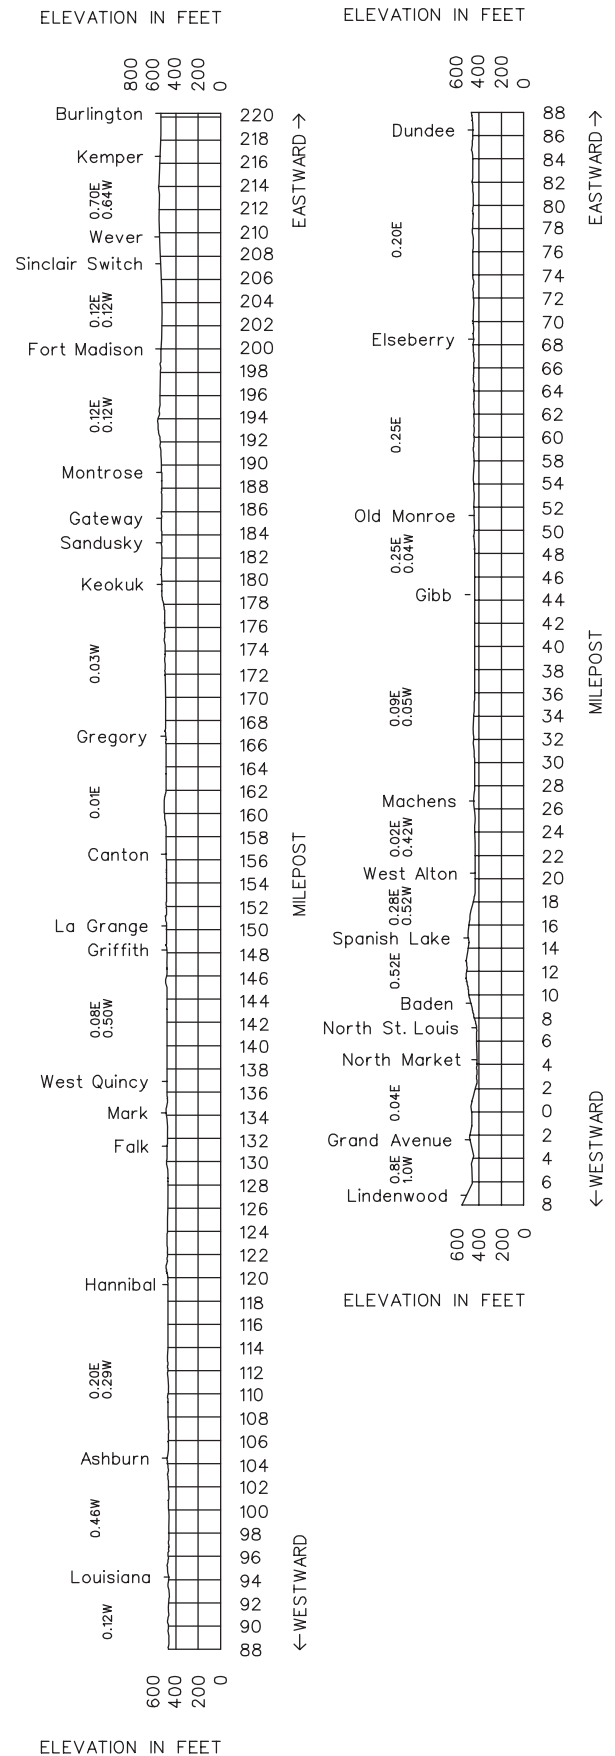 ELEVATION IN FEET
800 600 400 200 0
Burlington
Kemper
0.70E
0.64W
Wever
Sinclair Switch
0.12E
0.12W
Fort Madison
0.12E
0.12W
Montrose
Gateway
Sandusky
Keokuk
0.03W
Gregory
0.01E
Canton
La Grange
Griffith
0.08E
0.50W
West Quincy
Mark
Falk
Hannibal
0.20E
0.29W
Ashburn
0.46W
Louisiana
0.12W
220
218
216
214
212
210
208
206
204
202
200
198
196
194
192
190
188
186
184
182
180
178
176
174
172
170
168
166
164
162
160
158
156
154
152
150
148
146
144
142
140
138
136
134
132
130
128
126
124
122
120
118
116
114
112
110
108
106
104
102
100
98
96
94
92
90
88
EASTWARD →
MILEPOST
← WESTWARD
600 400 200 0
ELEVATION IN FEET
ELEVATION IN FEET
600 400 200 0
Dundee
0.20E
Elseberry
0.25E
Old Monroe
0.25E
0.04W
Gibb
0.09E
0.05W
Machens
0.02E
0.42W
West Alton
0.28E
0.52W
Spanish Lake
0.52E
Baden
North St. Louis
North Market
0.04E
Grand Avenue
0.8E
1.0W
Lindenwood
88
86
84
82
80
78
76
74
72
70
68
66
64
62
60
58
54
52
50
48
46
44
42
40
38
36
34
32
30
28
26
24
22
20
18
16
14
12
10
8
6
4
2
0
2
4
6
8
EASTWARD →
MILEPOST
← WESTWARD
600 400 200 0
ELEVATION IN FEET